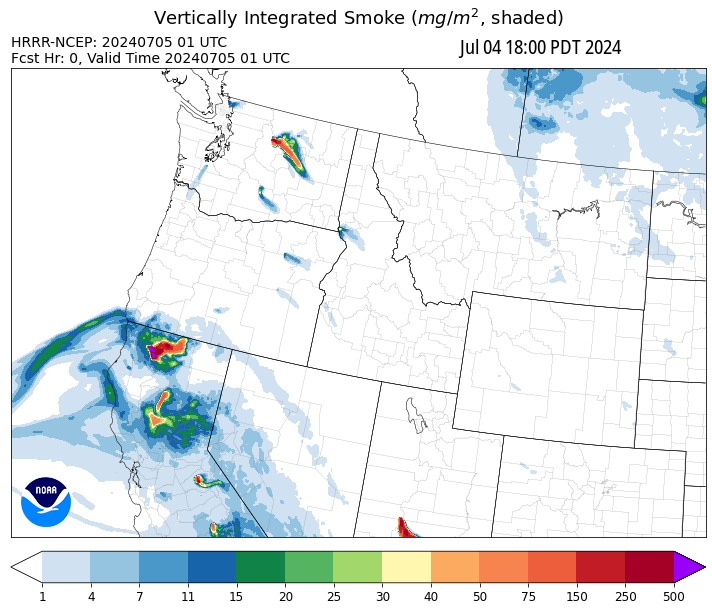 Vertically Integrated Smoke (mg/m², shaded)
HRRR-NCEP: 20240705 01 UTC
Jul 04 18:00 PDT 2024
Fcst Hr: 0, Valid Time 20240705 01 UTC
NOAA
1 4 7 11 15 20 25 30 40 50 75 150 250 500